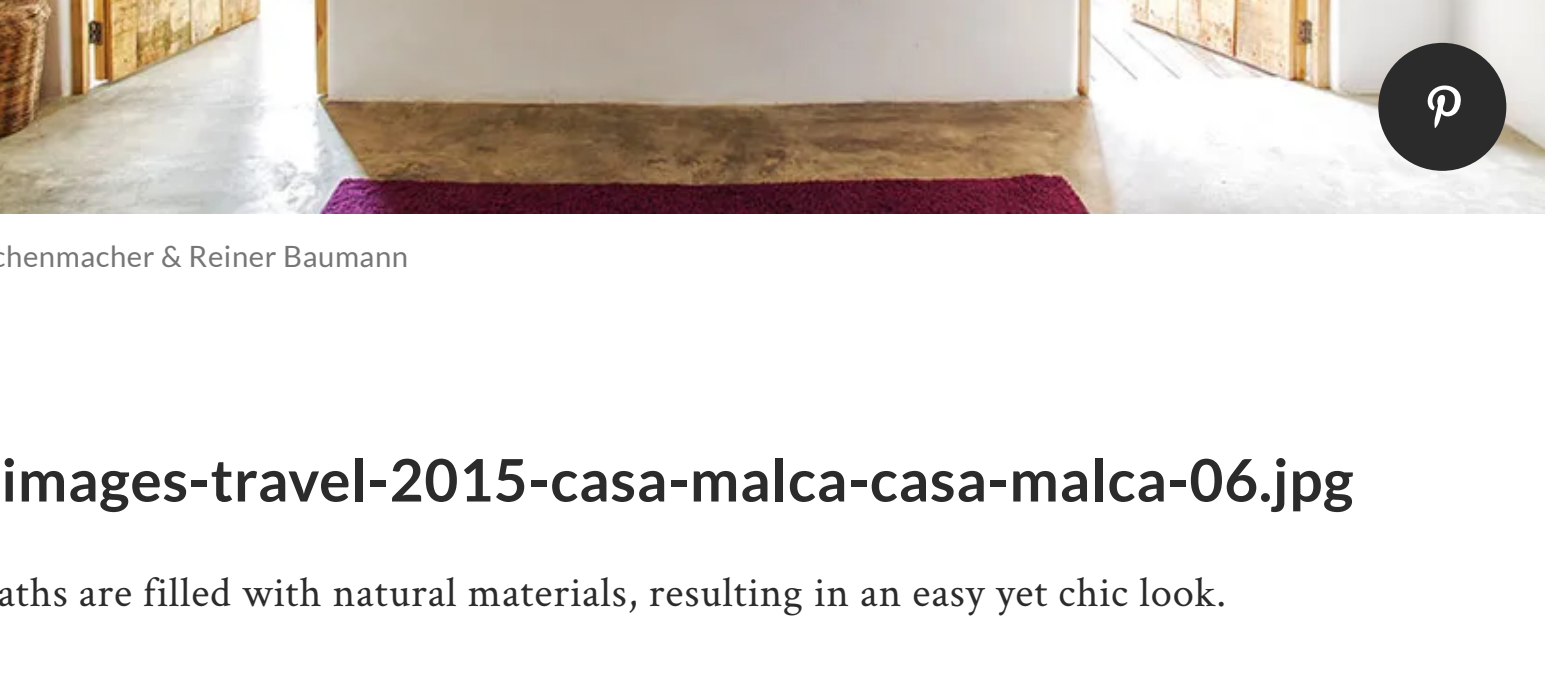 chenmacher & Reiner Baumann
images-travel-2015-casa-malca-casa-malca-06.jpg
aths are filled with natural materials, resulting in an easy yet chic look.